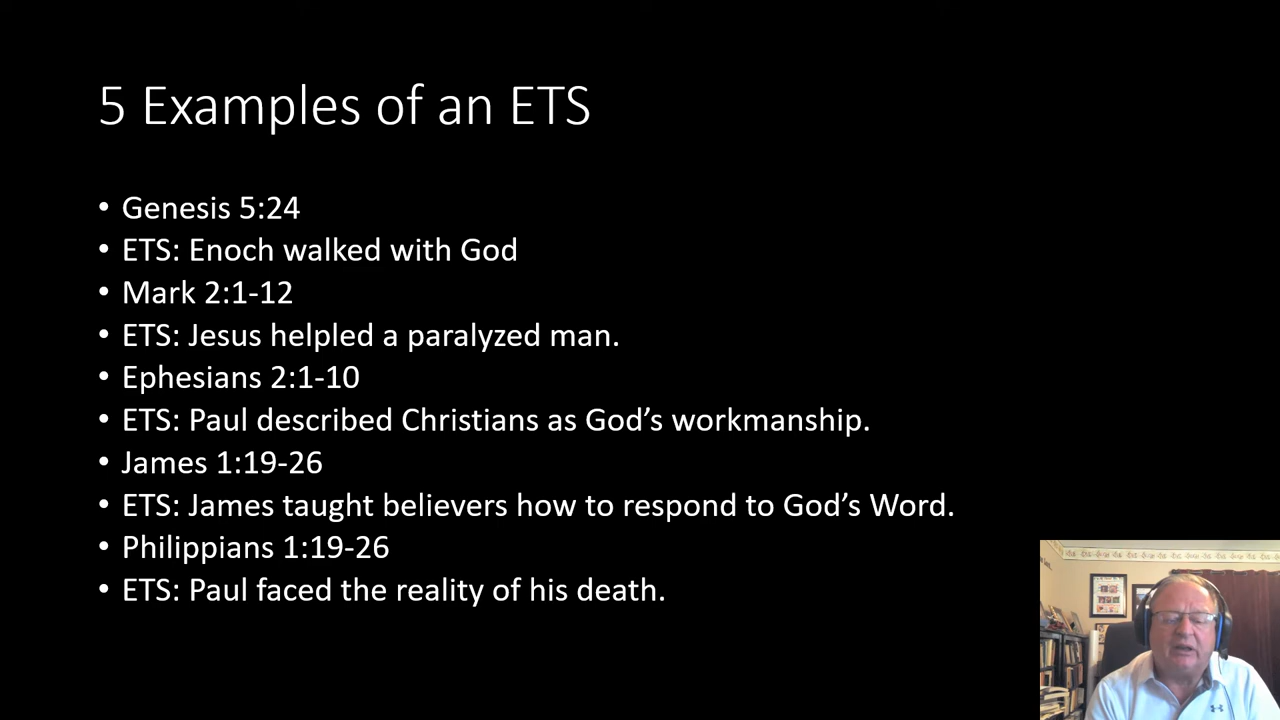 5 Examples of an ETS
• Genesis 5:24
• ETS: Enoch walked with God
• Mark 2:1-12
• ETS: Jesus helpled a paralyzed man.
• Ephesians 2:1-10
• ETS: Paul described Christians as God’s workmanship.
• James 1:19-26
• ETS: James taught believers how to respond to God’s Word.
• Philippians 1:19-26
• ETS: Paul faced the reality of his death.